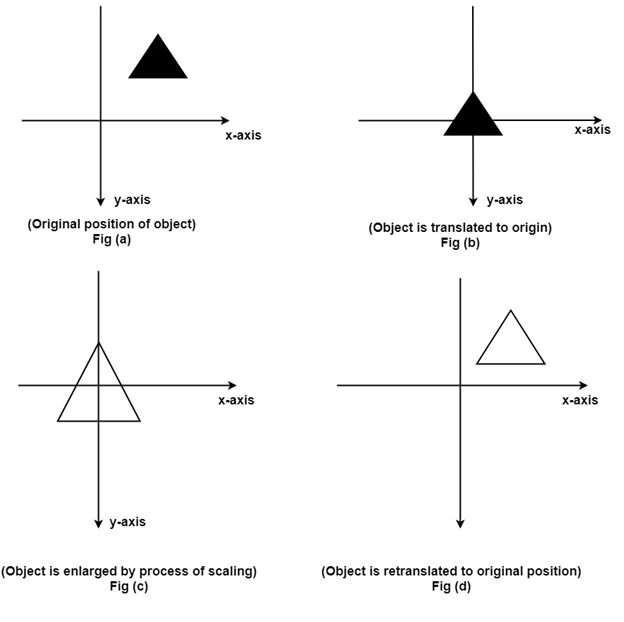 x-axis
y-axis
(Original position of object)
Fig (a)
x-axis
y-axis
(Object is translated to origin)
Fig (b)
x-axis
y-axis
(Object is enlarged by process of scaling)
Fig (c)
x-axis
(Object is retranslated to original position)
Fig (d)